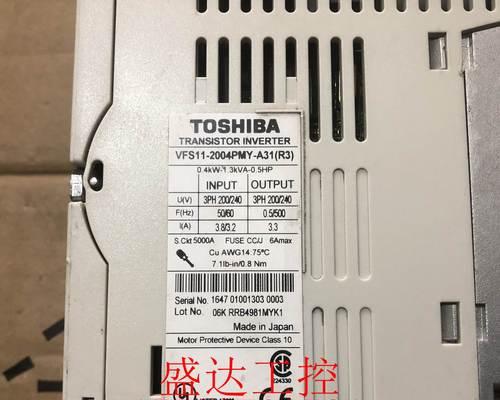 TOSHIBA
TRANSISTOR INVERTER
VFS11-2004PMY-A31(R3)
0.4kW-1.3kVA-0.5HP
INPUT OUTPUT
U(V) 3PH 200/240 3PH 200/240
F(Hz) 50/60 0.5/500
I(A) 3.8/3.2 3.3
S.Ckt 5000A FUSE CC/J 6Amax
Cu AWG14:75°C
7.1lb-in/0.8 Nm
Serial No. 1647 01001303 0003
Lot No. 06K RRB4981MYK1
Made in Japan
Motor Protective Device Class 10
224330
盛达工控